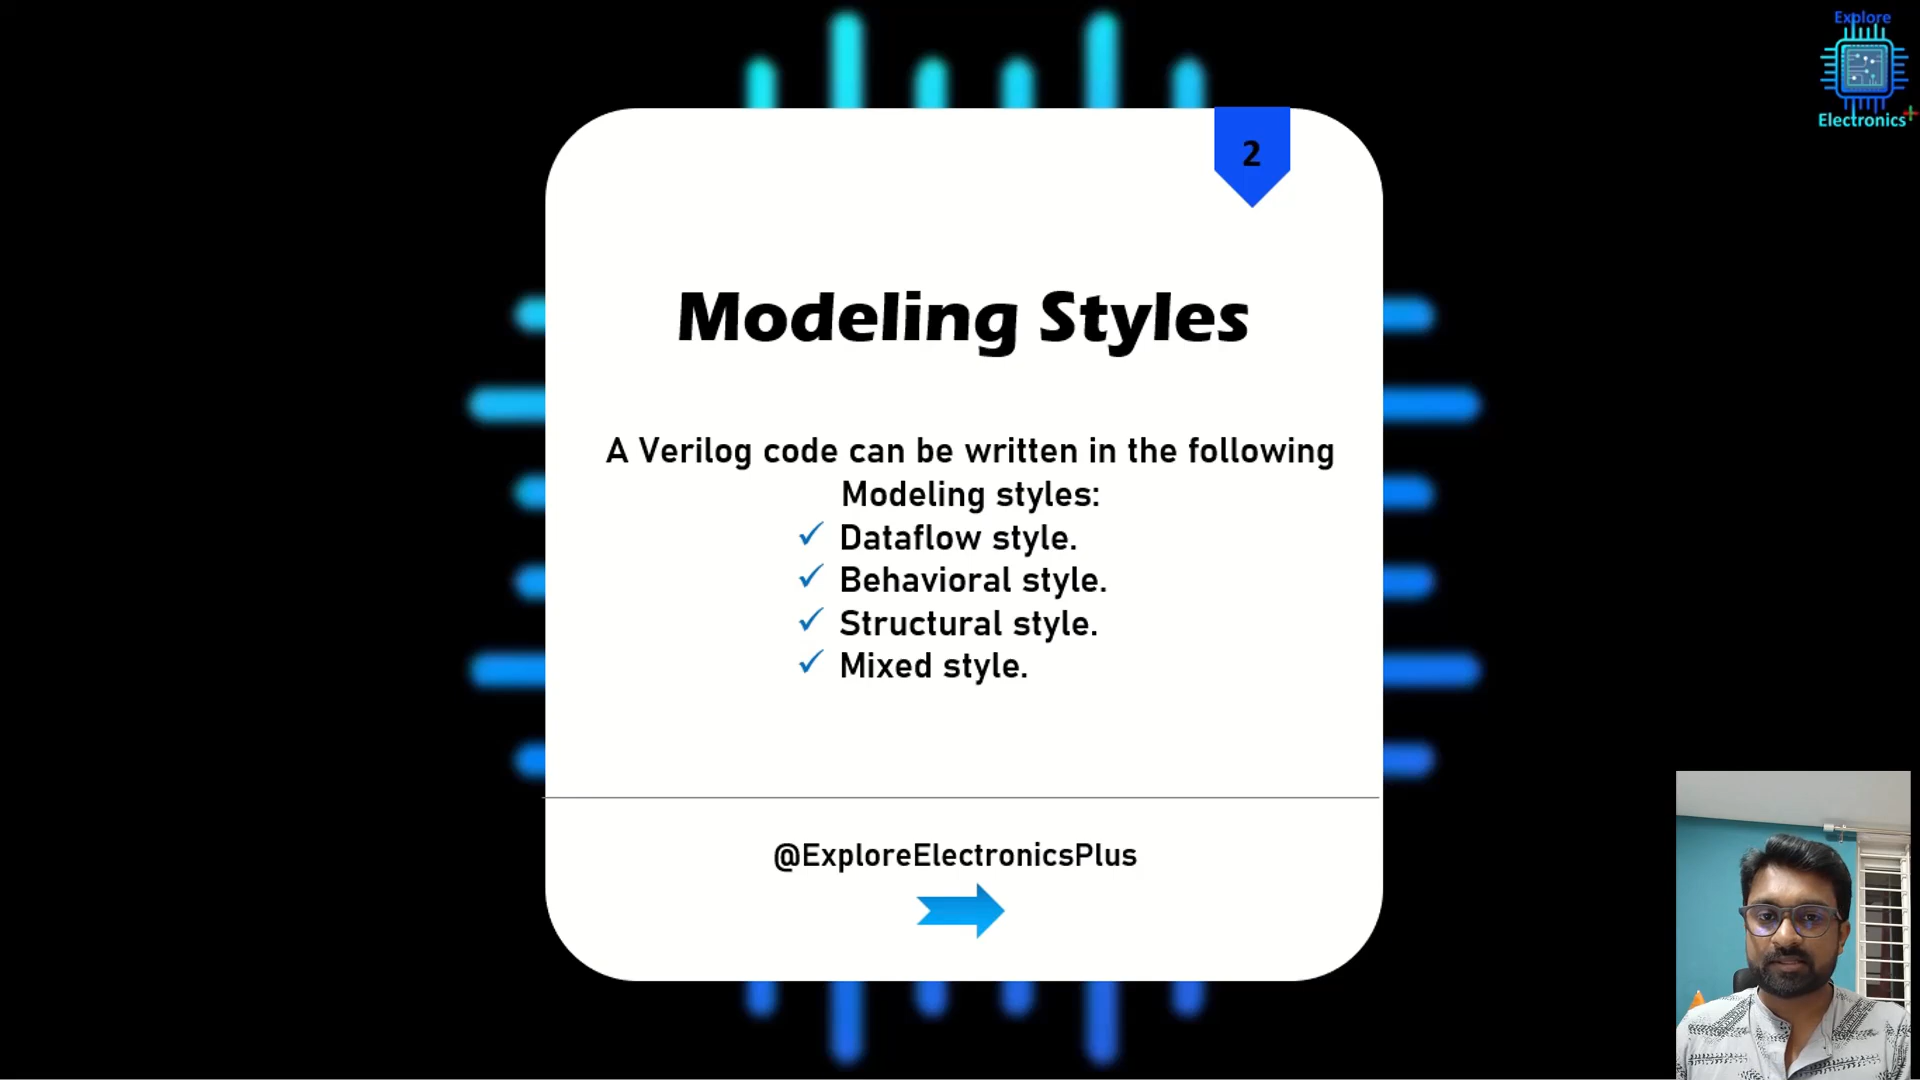 Explore
Electronics+
2
Modeling Styles
A Verilog code can be written in the following
Modeling styles:
✓ Dataflow style.
✓ Behavioral style.
✓ Structural style.
✓ Mixed style.
@ExploreElectronicsPlus